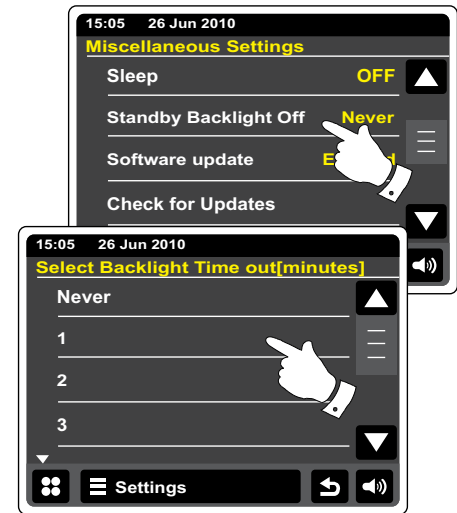 15:05 26 Jun 2010
Miscellaneous Settings
Sleep OFF
Standby Backlight Off Never
Software update
Check for Updates
15:05 26 Jun 2010
Select Backlight Time out[minutes]
Never
1
2
3
Settings